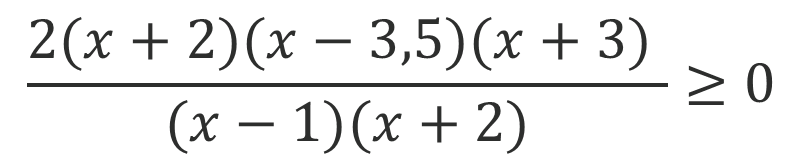 2(x + 2)(x − 3,5)(x + 3)
(x − 1)(x + 2)
≥ 0